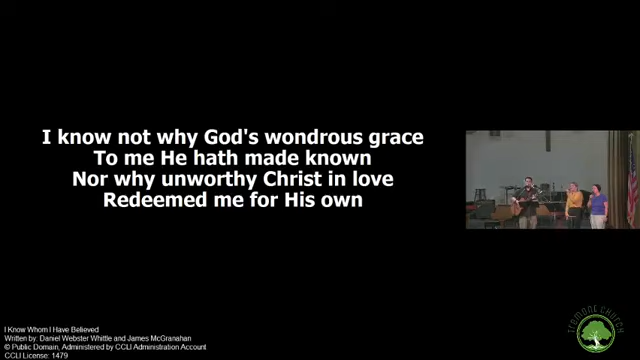 I know not why God's wondrous grace
To me He hath made known
Nor why unworthy Christ in love
Redeemed me for His own
I Know Whom I Have Believed
Written by: Daniel Webster Whittle and James McGranahan
© Public Domain, Administered by CCLI Administration Account
CCLI License: 1479
TREMONT CHURCH